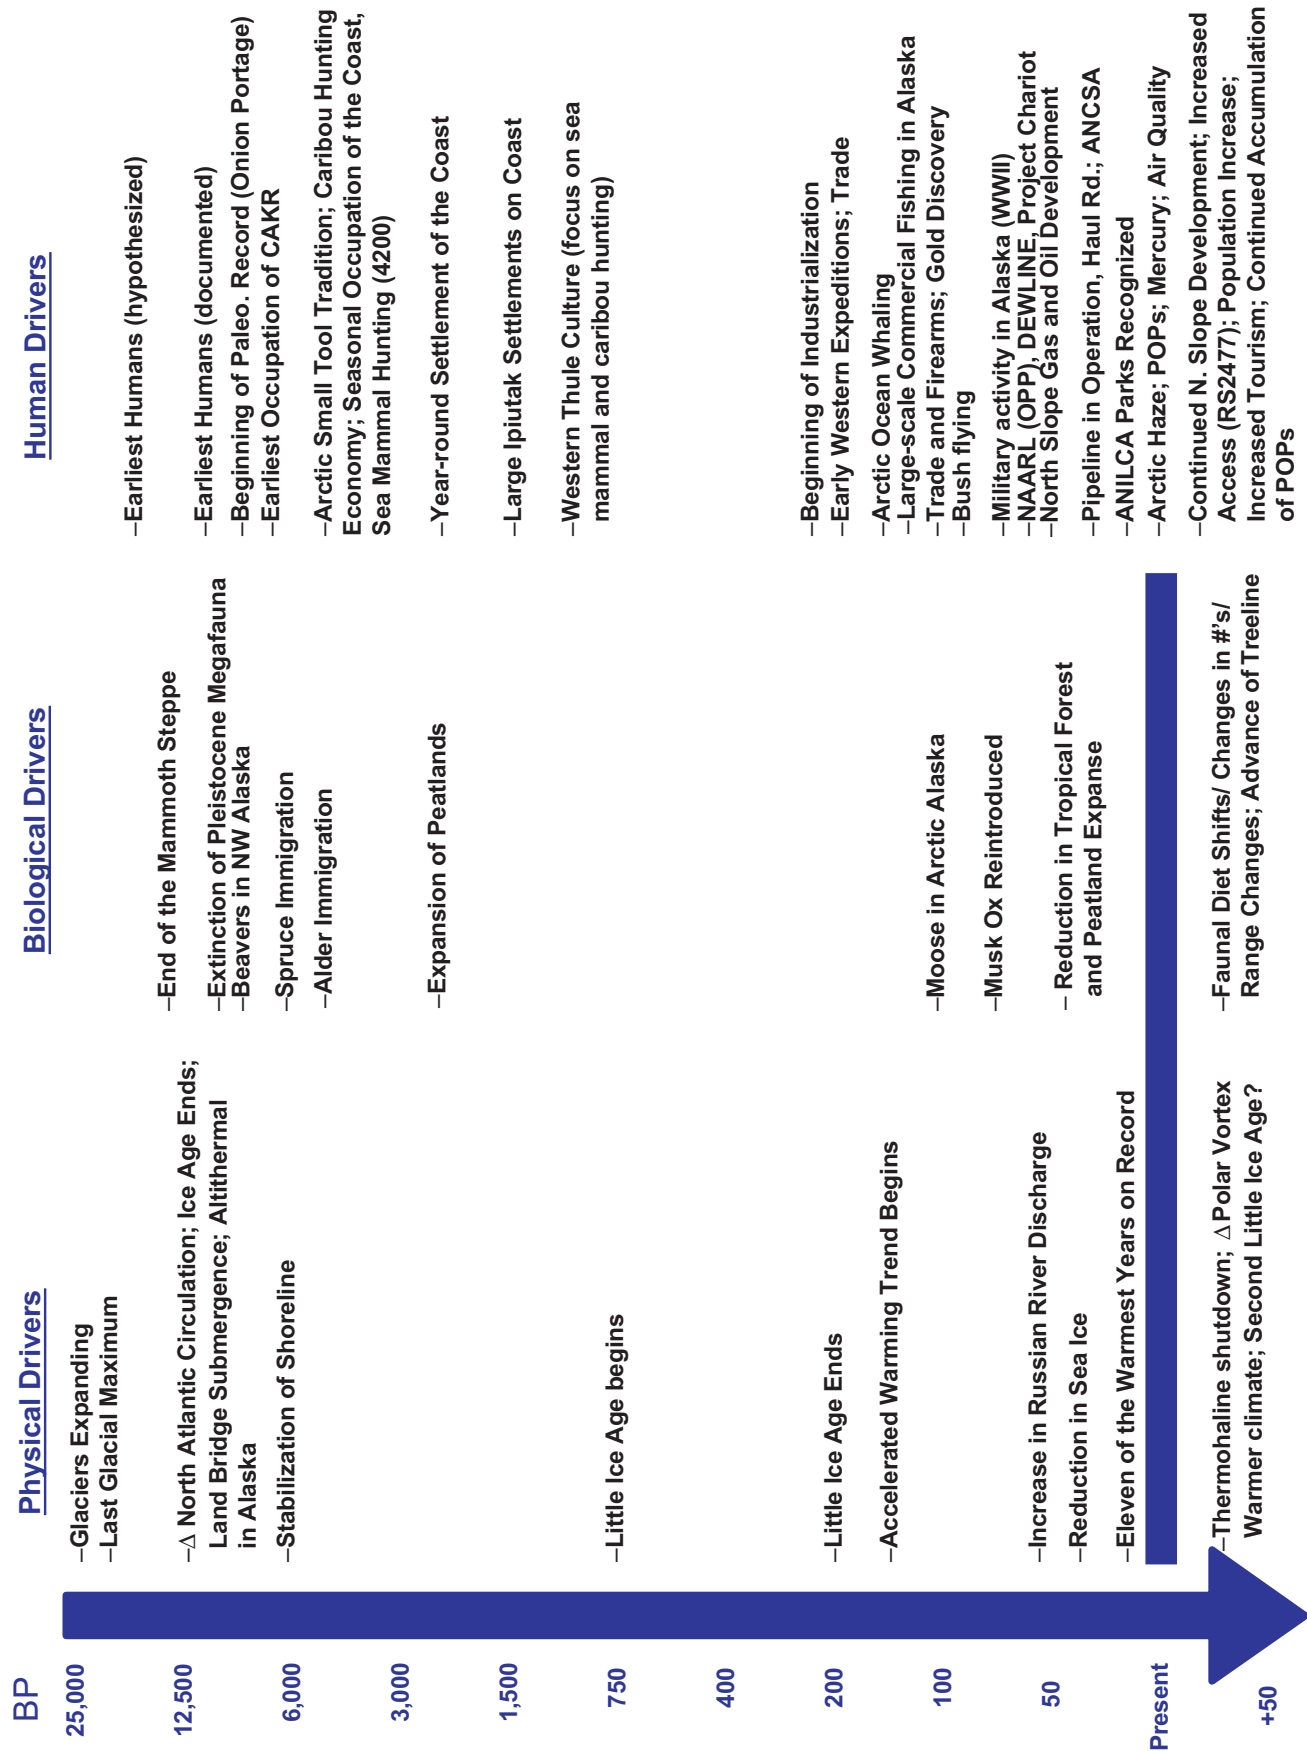 BP
25,000
12,500
6,000
3,000
1,500
750
400
200
100
50
Present
+50
Physical Drivers
–Glaciers Expanding
–Last Glacial Maximum
–Δ North Atlantic Circulation; Ice Age Ends;
Land Bridge Submergence; Altithermal
in Alaska
–Stabilization of Shoreline
–Little Ice Age begins
–Little Ice Age Ends
–Accelerated Warming Trend Begins
–Increase in Russian River Discharge
–Reduction in Sea Ice
–Eleven of the Warmest Years on Record
–Thermohaline shutdown; Δ Polar Vortex
Warmer climate; Second Little Ice Age?
Biological Drivers
–End of the Mammoth Steppe
–Extinction of Pleistocene Megafauna
–Beavers in NW Alaska
–Spruce Immigration
–Alder Immigration
–Expansion of Peatlands
–Moose in Arctic Alaska
–Musk Ox Reintroduced
– Reduction in Tropical Forest
and Peatland Expanse
–Faunal Diet Shifts/ Changes in #'s/
Range Changes; Advance of Treeline
Human Drivers
–Earliest Humans (hypothesized)
–Earliest Humans (documented)
–Beginning of Paleo. Record (Onion Portage)
–Earliest Occupation of CAKR
–Arctic Small Tool Tradition; Caribou Hunting
Economy; Seasonal Occupation of the Coast,
Sea Mammal Hunting (4200)
–Year-round Settlement of the Coast
–Large Ipiutak Settlements on Coast
–Western Thule Culture (focus on sea
mammal and caribou hunting)
–Beginning of Industrialization
–Early Western Expeditions; Trade
–Arctic Ocean Whaling
–Large-scale Commercial Fishing in Alaska
–Trade and Firearms; Gold Discovery
–Bush flying
–Military activity in Alaska (WWII)
–NAARL (OPP), DEWLINE, Project Chariot
–North Slope Gas and Oil Development
–Pipeline in Operation, Haul Rd.; ANCSA
–ANILCA Parks Recognized
–Arctic Haze; POPs; Mercury; Air Quality
–Continued N. Slope Development; Increased
Access (RS2477); Population Increase;
Increased Tourism; Continued Accumulation
of POPs